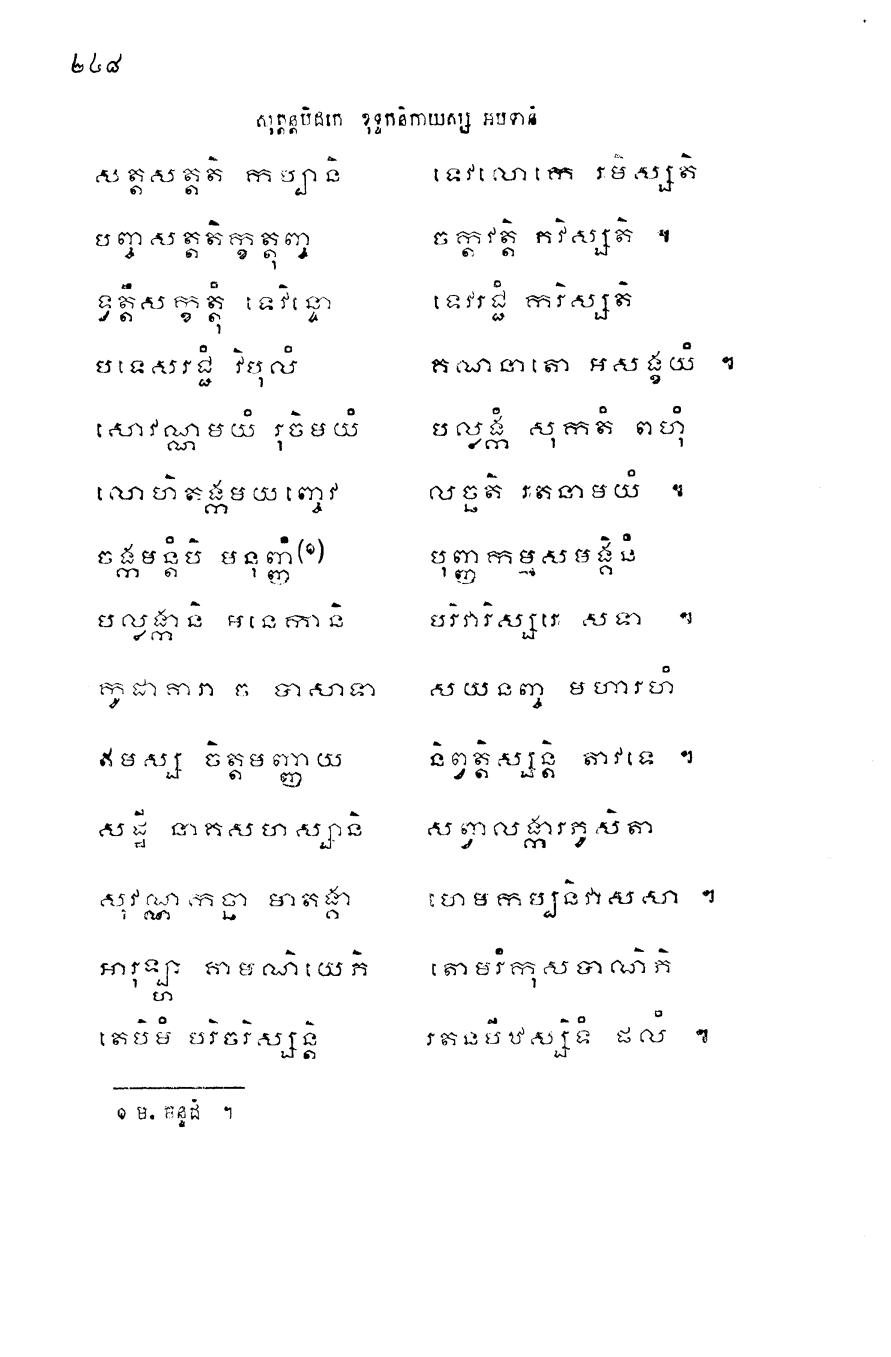 ២៤៨
សុត្តន្តបិដកេ ខុទ្ទកនិកាយស្ស អបទានំ
សត្តសត្តតិ កប្បានិ ទេវលោកេ រមិស្សតិ
បញ្ចសត្តតិក្ខត្តុញ្ច ចក្កវត្តិ ភវិស្សតិ ៕
ទ្វត្តឹសក្ខត្តុំ ទេវិន្ទោ ទេវរជ្ជំ ករិស្សតិ
បទេសរជ្ជំ វិបុលំ គណនាតោ អសង្ខយំ ៕
សោវណ្ណមយំ រុចិមយំ បល្លង្កំ សុកតំ ពហុំ
លោហិតង្កមយញ្ចេវ លច្ឆតិ រតនាមយំ ៕
ចង្កមន្តំបិ មនុញ្ញំ(១) បុញ្ញកម្មសមង្គិនំ
បល្លង្កានិ អនេកានិ បរិវារិស្សរេ សទា ៕
កូដាគារា ច បាសាទា សយនញ្ច មហារហំ
ឥមស្ស ចិត្តមញ្ញាយ និព្វត្តិស្សន្តិ តាវទេ ៕
សដ្ឋី នាគសហស្សានិ សព្វាលង្ការភូសិតា
សុវណ្ណកច្ឆា មាតង្គា ហេមកប្បនិវាសសា ៕
អារុឡ្ហា គាមណិយេភិ តោមរំកុសបាណិភិ
តេបិមំ បរិចរិស្សន្តិ រតងបីឋស្សិទំ ផលំ ៕
១ ម. គន្ទូដំ ។